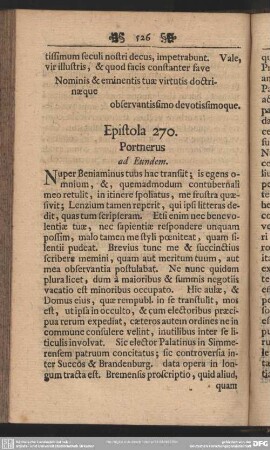 526
tissimum seculi nostri decus, impetrabunt. Vale,
vir illustris, & quod facis constanter fave
Nominis & eminentis tuæ virtutis doctri-
næque
observantissimo devotissimoque.
Epistola 270.
Portnerus
ad Eundem.
Nuper Beniaminus tuus hac transiit; is egens o-
mnium, &, quemadmodum contubernali
meo retulit, in itinere spoliatus, me frustra quæ-
sivit; Lenzium tamen reperit, qui ipsi litteras de-
dit, quas tum scripseram. Etsi enim nec benevo-
lentiæ tuæ, nec sapientiæ respondere unquam
possim, malo tamen me styli pœniteat, quam si-
lentii pudeat. Brevius tunc me & succinctius
scribere memini, quam aut meritum tuum, aut
mea observantia postulabat. Ne nunc quidem
plura licet, dum à maioribus & summis negotiis
vacatio est minoribus occupato. Hic aulæ, &
Domus eius, quæ rempubl. in se transtulit, mos
est, ut ipsa in occulto, & cum electoribus præci-
pua rerum expediat, cæteros autem ordines ne in
commune consulere velint, inutilibus inter se li-
ticulis involvat. Sic elector Palatinus in Simme-
rensem patruum concitatus, sic controversia in-
ter Suecos & Brandenburg. data opera in lon-
gum tracta est. Bremensis proscriptio, quid aliud,
quam